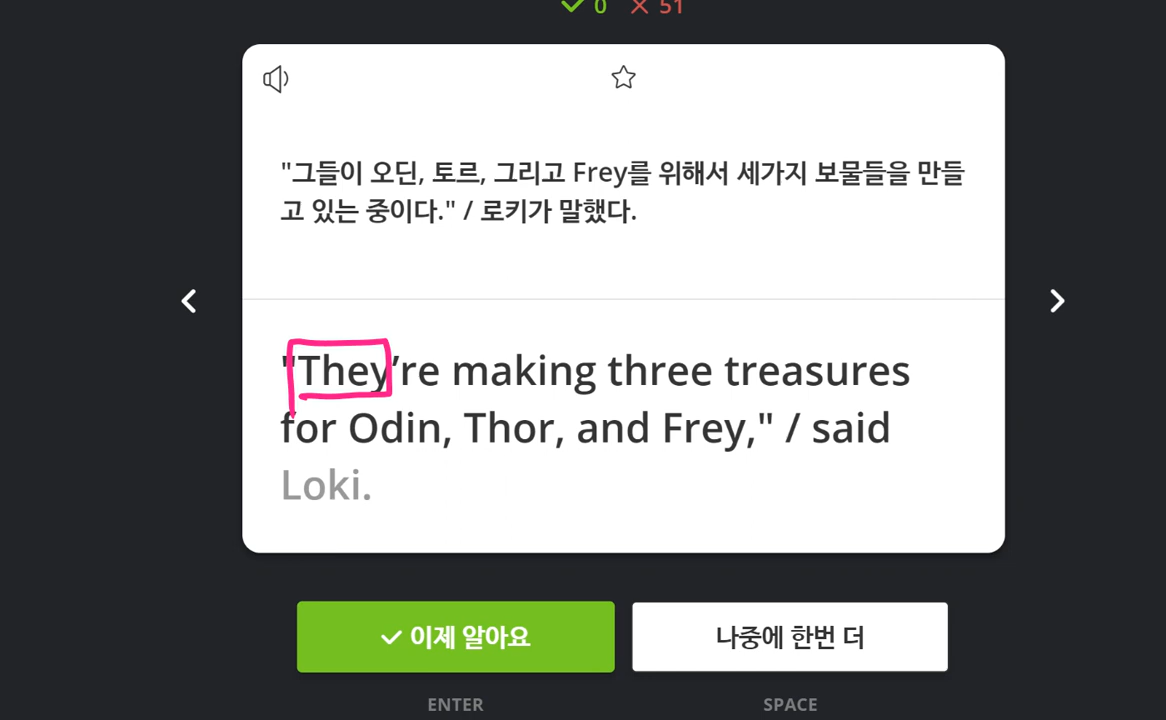 0 51
"그들이 오딘, 토르, 그리고 Frey를 위해서 세가지 보물들을 만들
고 있는 중이다." / 로키가 말했다.
"They’re making three treasures
for Odin, Thor, and Frey," / said
Loki.
이제 알아요 나중에 한번 더
ENTER SPACE